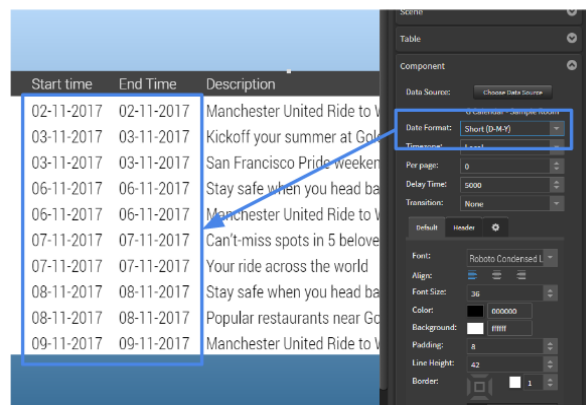 Scene
Table
Component
Data Source: Choose Data Source
G Calendar - Sample Room
Date Format: Short (D-M-Y)
Timezone: Local
Per page: 0
Delay Time: 5000
Transition: None
Default Header
Font: Roboto Condensed L
Align:
Font Size: 36
Color: 000000
Background: ffffff
Padding: 8
Line Height: 42
Border: 1
Start time End Time Description
02-11-2017 02-11-2017 Manchester United Ride to
03-11-2017 03-11-2017 Kickoff your summer at
03-11-2017 03-11-2017 San Francisco Pride
06-11-2017 06-11-2017 Stay safe when you head
06-11-2017 06-11-2017 Manchester United Ride to
07-11-2017 07-11-2017 Can't-miss spots in 5
07-11-2017 07-11-2017 Your ride across the world
08-11-2017 08-11-2017 Stay safe when you head
08-11-2017 08-11-2017 Popular restaurants near
09-11-2017 09-11-2017 Manchester United Ride to